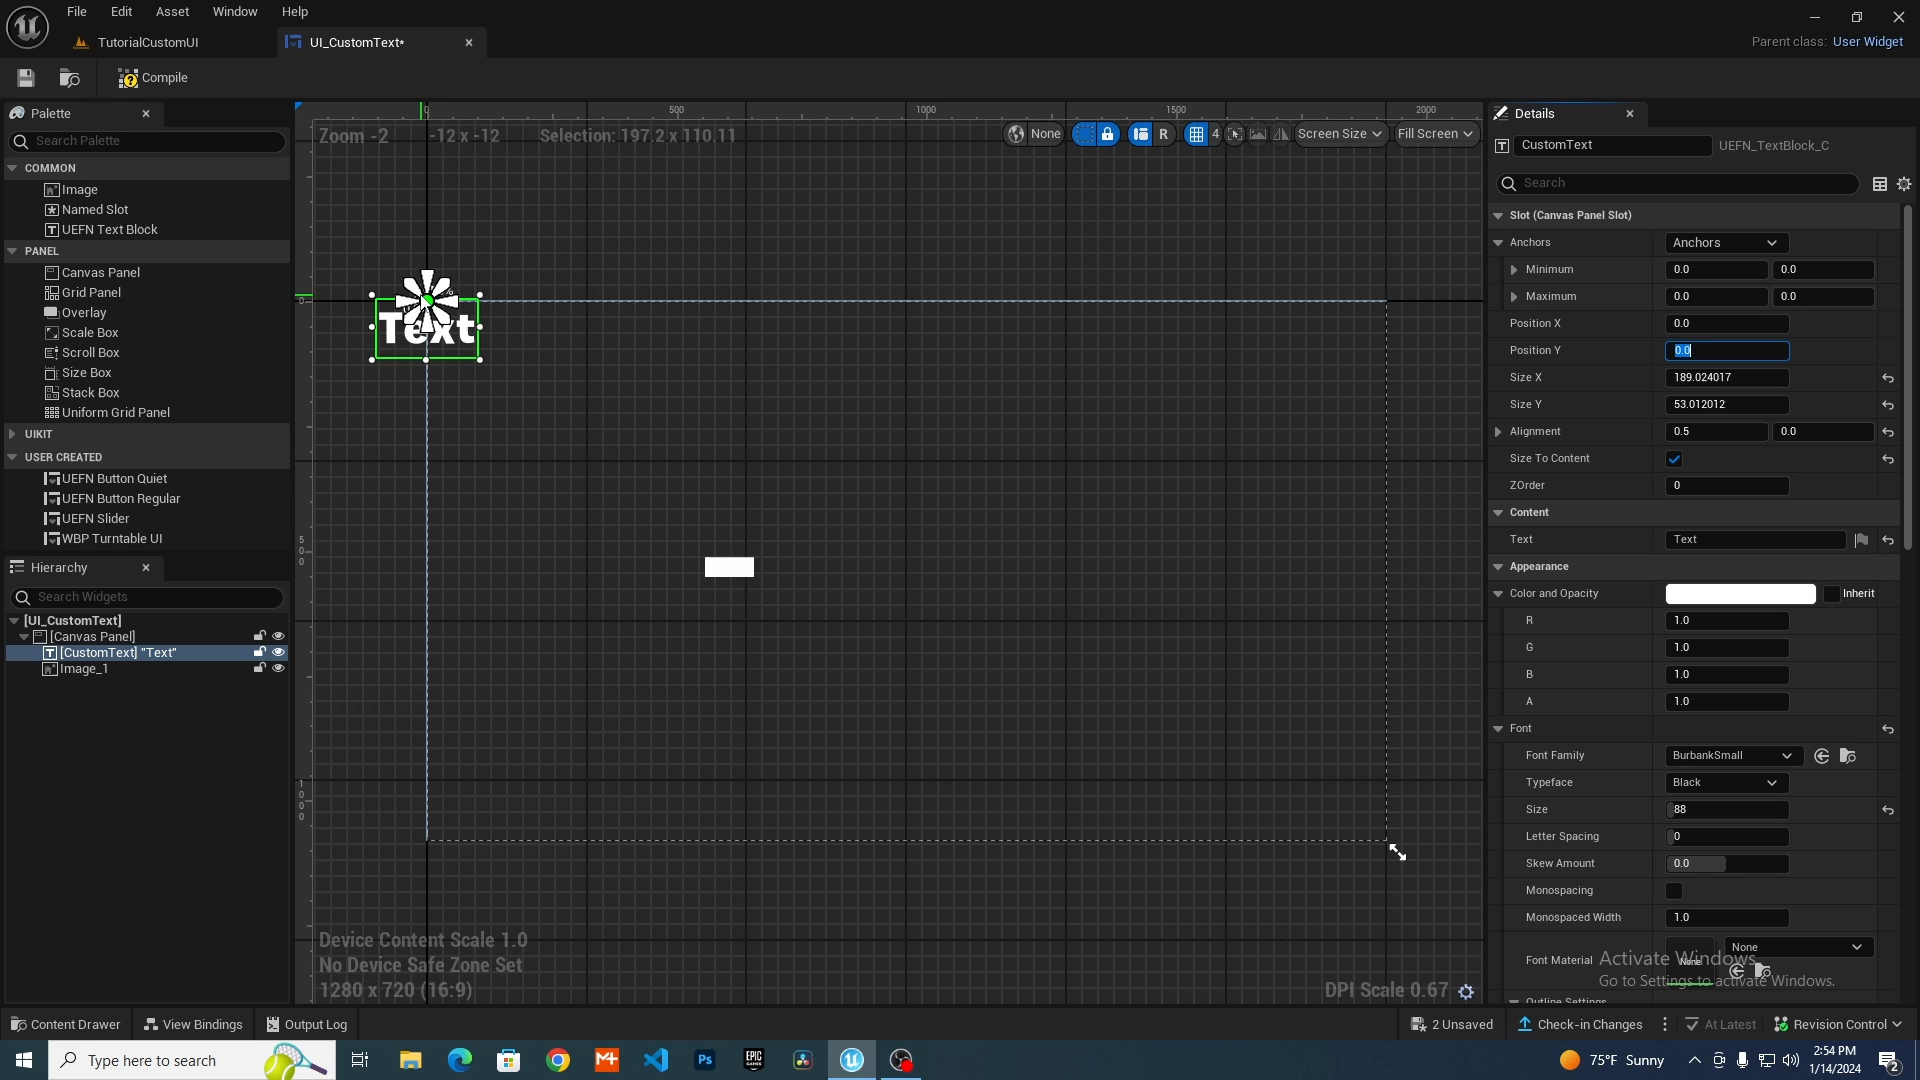 File Edit Asset Window Help
TutorialCustomUI
UI_CustomText*
Parent class: User Widget
Compile
Palette
Search Palette
COMMON
Image
Named Slot
UEFN Text Block
PANEL
Canvas Panel
Grid Panel
Overlay
Scale Box
Scroll Box
Size Box
Stack Box
Uniform Grid Panel
UIKIT
USER CREATED
UEFN Button Quiet
UEFN Button Regular
UEFN Slider
WBP Turntable UI
Hierarchy
Search Widgets
[UI_CustomText]
[Canvas Panel]
[CustomText] "Text"
Image_1
0 500 1000 1500 2000
Zoom -2 -12 x -12 Selection: 197.2 x 110.11
None R 4 Screen Size Fill Screen
0
Text
500
1000
Device Content Scale 1.0
No Device Safe Zone Set
1280 x 720 (16:9)
DPI Scale 0.67
Details
CustomText UEFN_TextBlock_C
Search
Slot (Canvas Panel Slot)
Anchors Anchors
Minimum 0.0 0.0
Maximum 0.0 0.0
Position X 0.0
Position Y 0.0
Size X 189.024017
Size Y 53.012012
Alignment 0.5 0.0
Size To Content
ZOrder 0
Content
Text Text
Appearance
Color and Opacity Inherit
R 1.0
G 1.0
B 1.0
A 1.0
Font
Font Family BurbankSmall
Typeface Black
Size 88
Letter Spacing 0
Skew Amount 0.0
Monospacing
Monospaced Width 1.0
Font Material None None
Outline Settings
Activate Windows
Go to Settings to activate Windows.
Content Drawer View Bindings Output Log
2 Unsaved Check-in Changes At Latest Revision Control
Type here to search
75°F Sunny
2:54 PM
1/14/2024
2